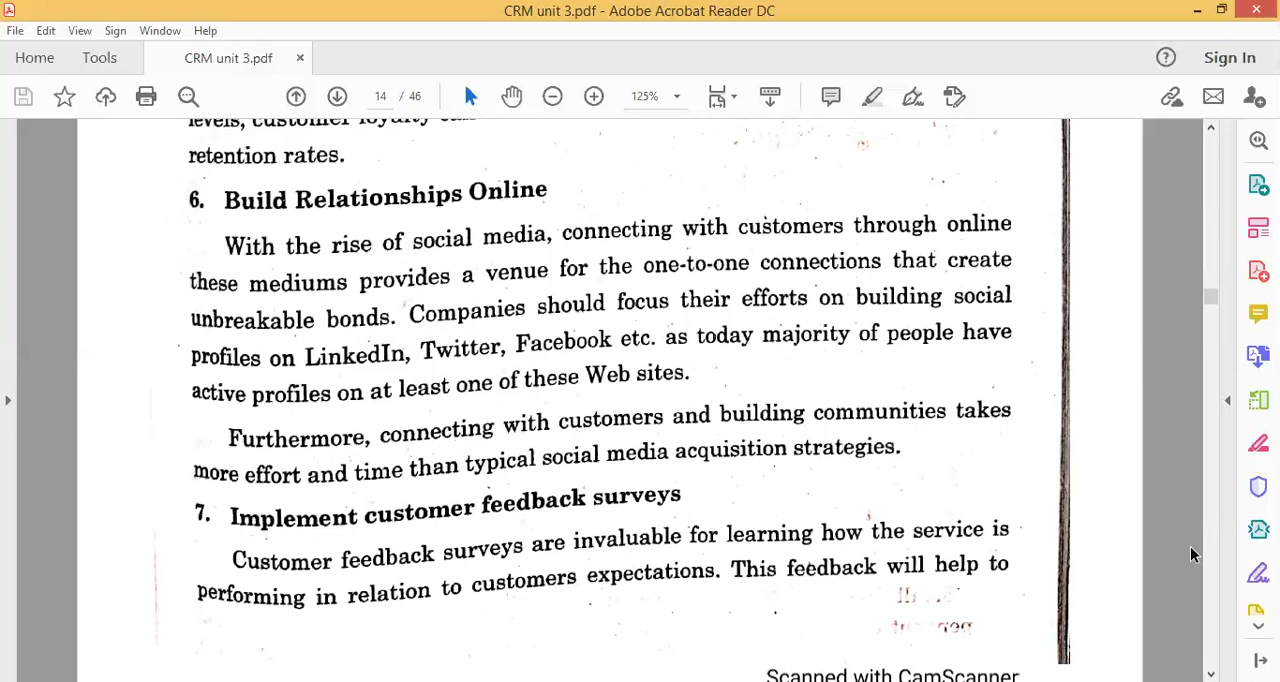 CRM unit 3.pdf - Adobe Acrobat Reader DC
File Edit View Sign Window Help
Home Tools CRM unit 3.pdf ×
14 / 46 125%
Sign In
levels, customer loyalty
retention rates.
6. Build Relationships Online
With the rise of social media, connecting with customers through online
these mediums provides a venue for the one-to-one connections that create
unbreakable bonds. Companies should focus their efforts on building social
profiles on LinkedIn, Twitter, Facebook etc. as today majority of people have
active profiles on at least one of these Web sites.
Furthermore, connecting with customers and building communities takes
more effort and time than typical social media acquisition strategies.
7. Implement customer feedback surveys
Customer feedback surveys are invaluable for learning how the service is
performing in relation to customers expectations. This feedback will help to
Scanned with CamScanner